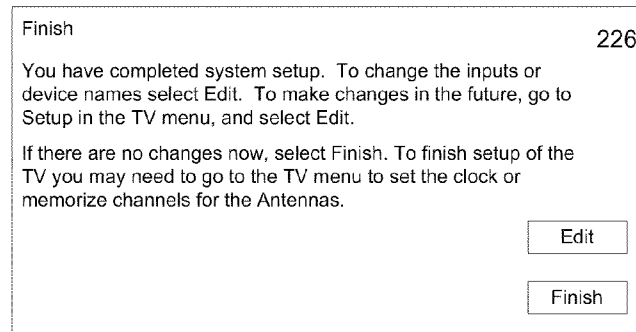 Finish
226
You have completed system setup. To change the inputs or
device names select Edit. To make changes in the future, go to
Setup in the TV menu, and select Edit.
If there are no changes now, select Finish. To finish setup of the
TV you may need to go to the TV menu to set the clock or
memorize channels for the Antennas.
Edit
Finish